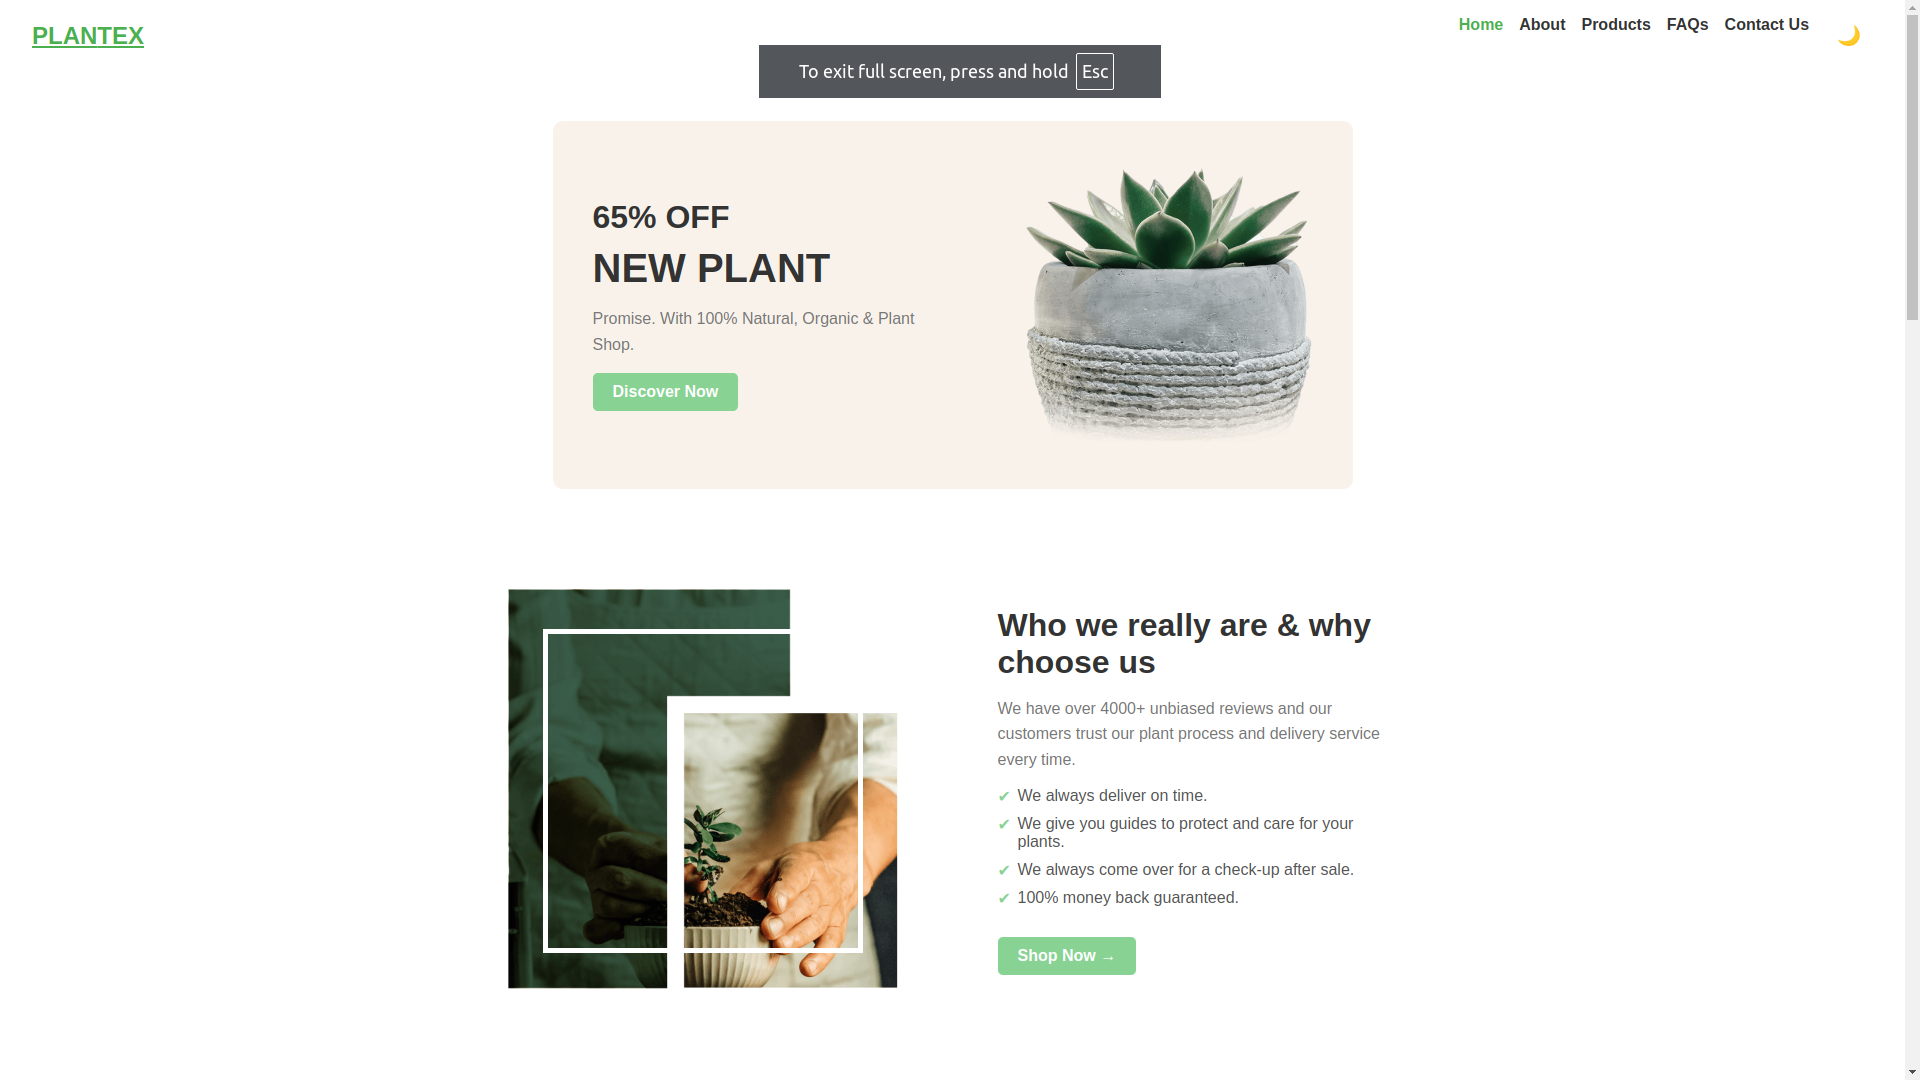 PLANTEX
Home About Products FAQs Contact Us
To exit full screen, press and hold Esc
65% OFF
NEW PLANT
Promise. With 100% Natural, Organic & Plant
Shop.
Discover Now
Who we really are & why
choose us
We have over 4000+ unbiased reviews and our
customers trust our plant process and delivery service
every time.
✔ We always deliver on time.
✔ We give you guides to protect and care for your
plants.
✔ We always come over for a check-up after sale.
✔ 100% money back guaranteed.
Shop Now →